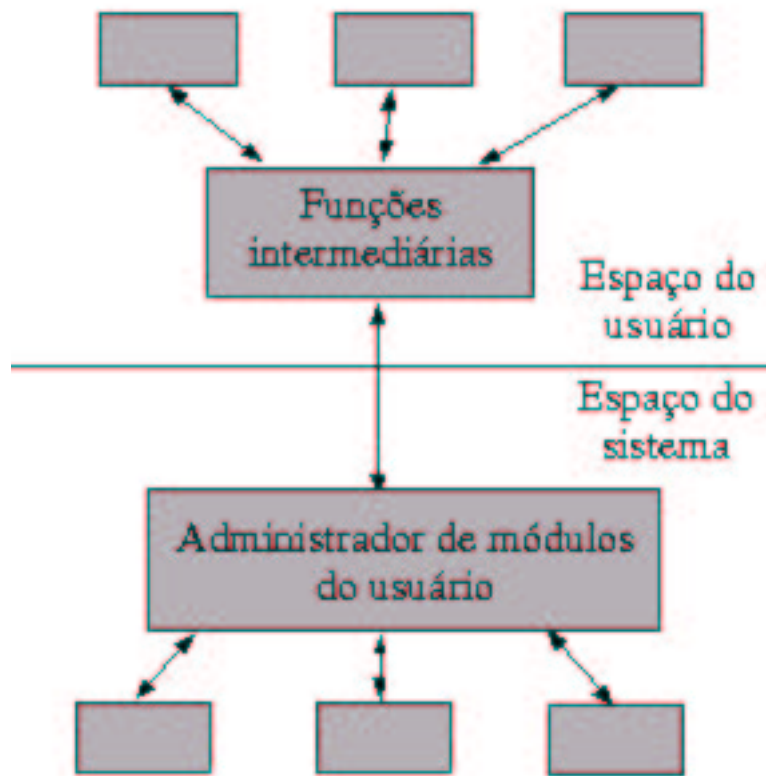 Funções
intermediárias
Espaço do
usuário
Espaço do
sistema
Administrador de módulos
do usuário